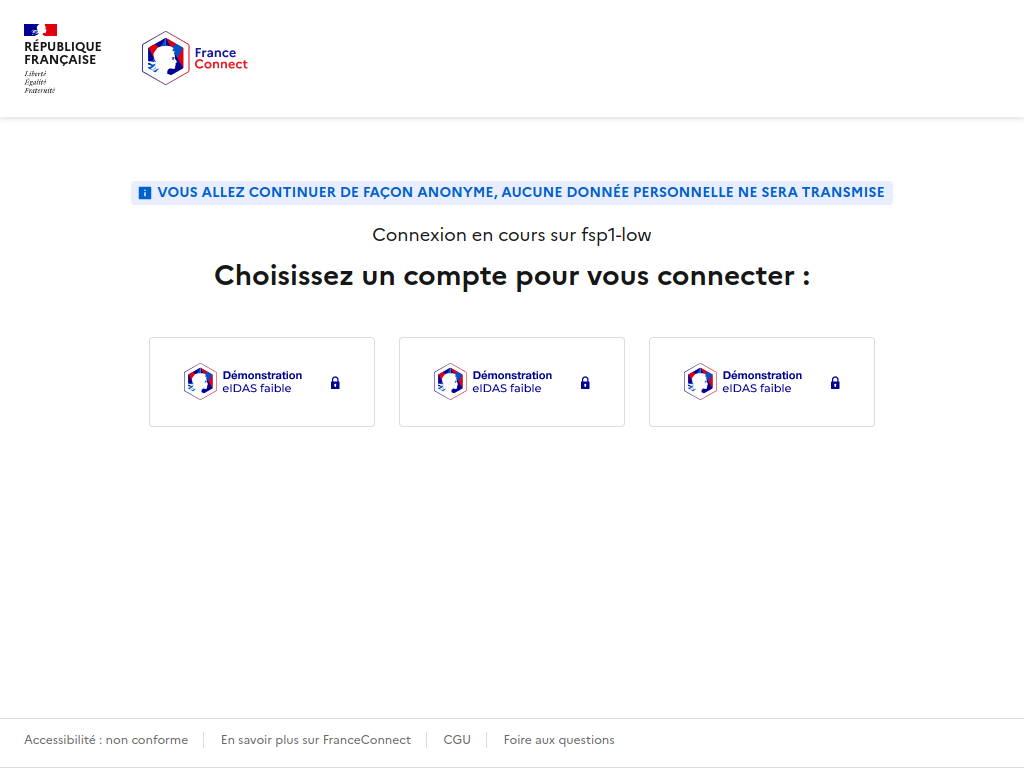 RÉPUBLIQUE
FRANÇAISE
Liberté
Égalité
Fraternité
France
Connect
VOUS ALLEZ CONTINUER DE FAÇON ANONYME, AUCUNE DONNÉE PERSONNELLE NE SERA TRANSMISE
Connexion en cours sur fsp1-low
Choisissez un compte pour vous connecter :
Démonstration
eIDAS faible
Démonstration
eIDAS faible
Démonstration
eIDAS faible
Accessibilité : non conforme
En savoir plus sur FranceConnect
CGU
Foire aux questions